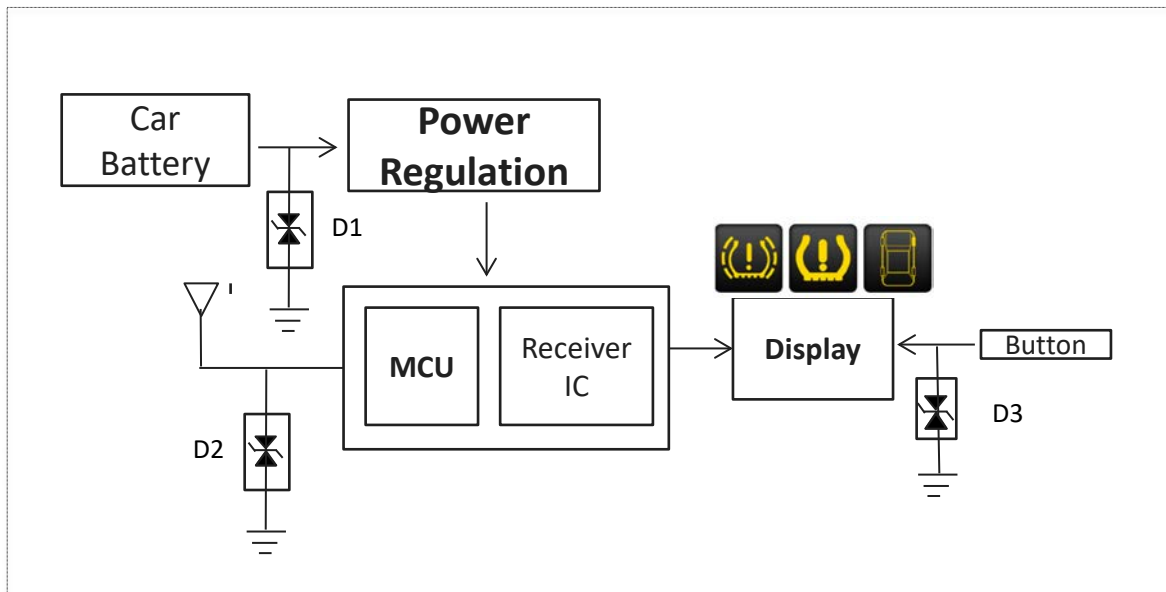 Car
Battery
Power
Regulation
D1
MCU
Receiver
IC
Display
Button
D2
D3